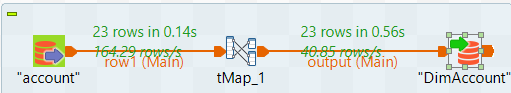 23 rows in 0.14s
164.29 rows/s
row1 (Main)
23 rows in 0.56s
40.85 rows/s
output (Main)
"account"
tMap_1
"DimAccount"